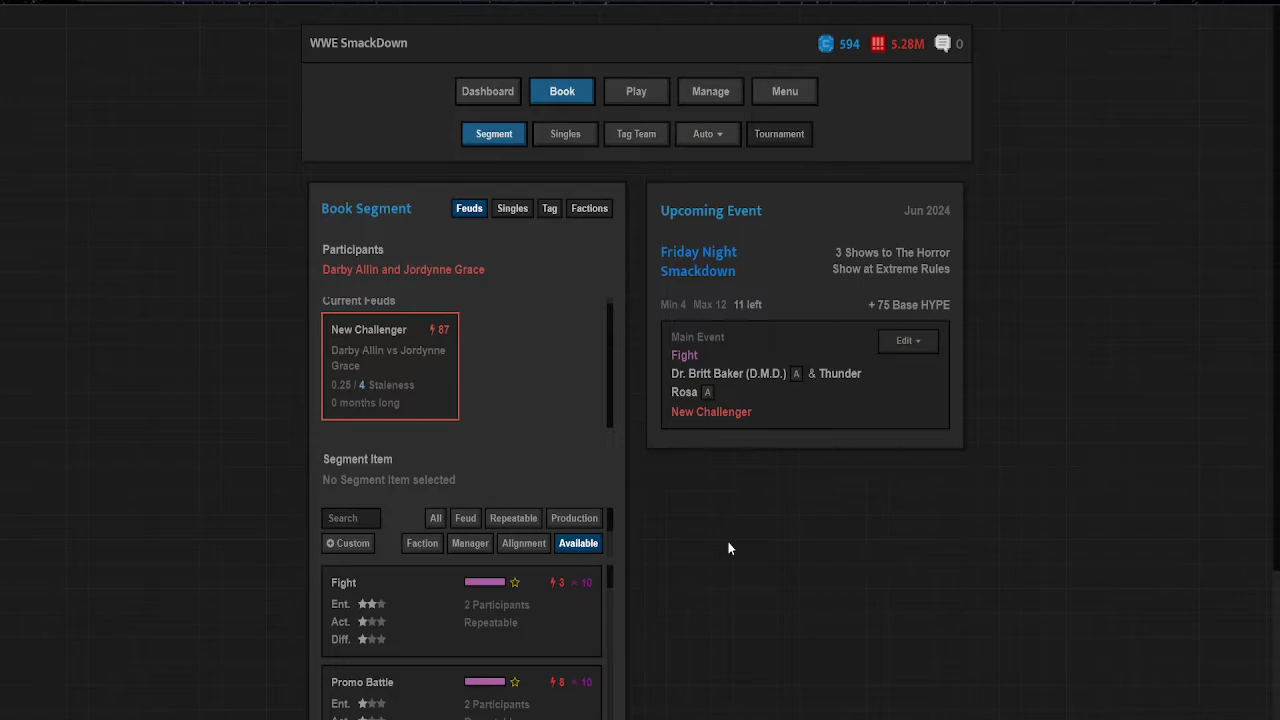 WWE SmackDown
594 5.28M 0
Dashboard Book Play Manage Menu
Segment Singles Tag Team Auto Tournament
Book Segment Feuds Singles Tag Factions
Participants
Darby Allin and Jordynne Grace
Current Feuds
New Challenger 87
Darby Allin vs Jordynne
Grace
0.25 / 4 Staleness
0 months long
Segment Item
No Segment Item selected
Search All Feud Repeatable Production
Custom Faction Manager Alignment Available
Fight 3 10
Ent. 2 Participants
Act. Repeatable
Diff.
Promo Battle 8 10
Ent. 2 Participants
Upcoming Event Jun 2024
Friday Night
Smackdown
3 Shows to The Horror
Show at Extreme Rules
Min 4 Max 12 11 left + 75 Base HYPE
Main Event Edit
Fight
Dr. Britt Baker (D.M.D.) A & Thunder
Rosa A
New Challenger